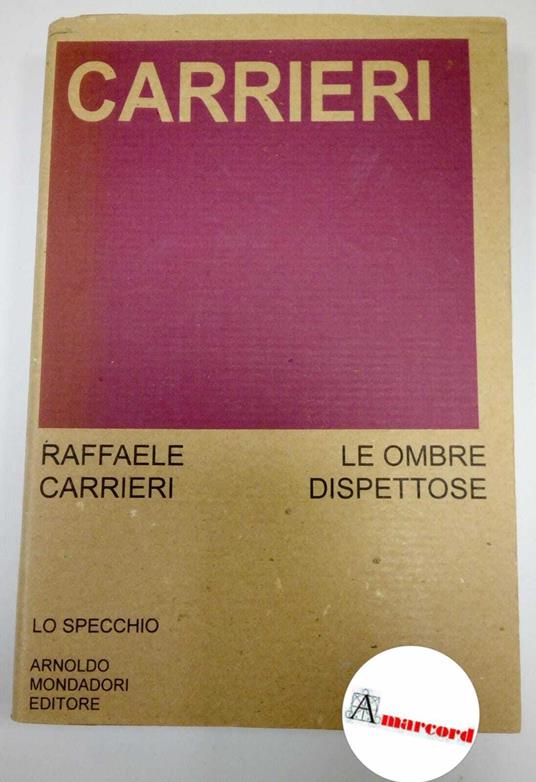 CARRIERI
RAFFAELE
CARRIERI
LE OMBRE
DISPETTOSE
LO SPECCHIO
ARNOLDO
MONDADORI
EDITORE
Amarcord